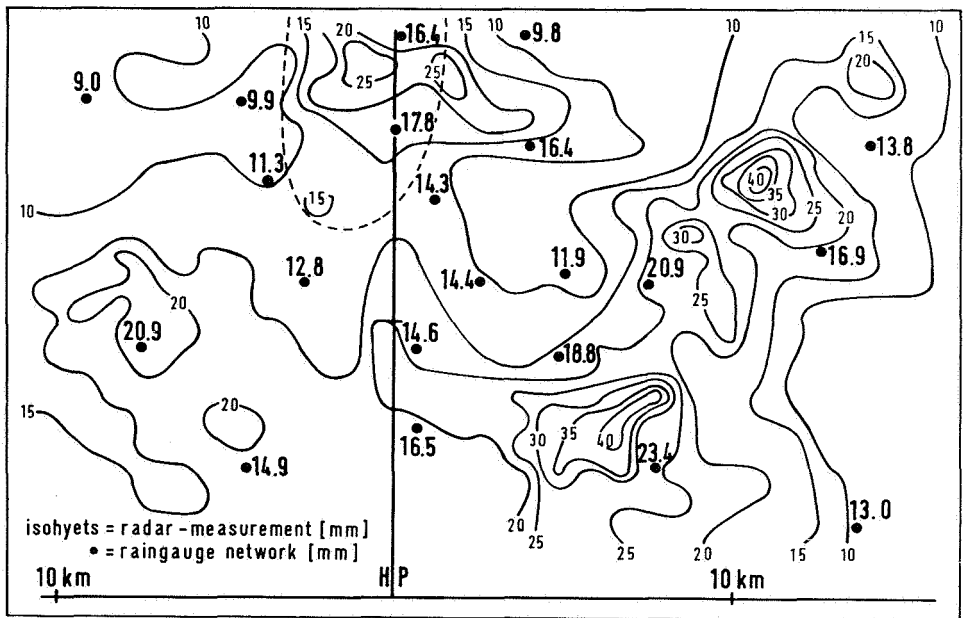 10 10 15 20 16.4 15 10 9.8 10 15 10
20
9.0 9.9 25 25
17.8
16.4 13.8
11.3
15 14.3 40 35 30 25 20
10
30 16.9
12.8 14.4 11.9 20.9
20 25
20.9 14.6 18.8
15 20 30 35 40
16.5
14.9 23.4
20 25 25 20 15 10 13.0
isohyets = radar-measurement [mm]
• = raingauge network [mm]
10 km HP 10 km